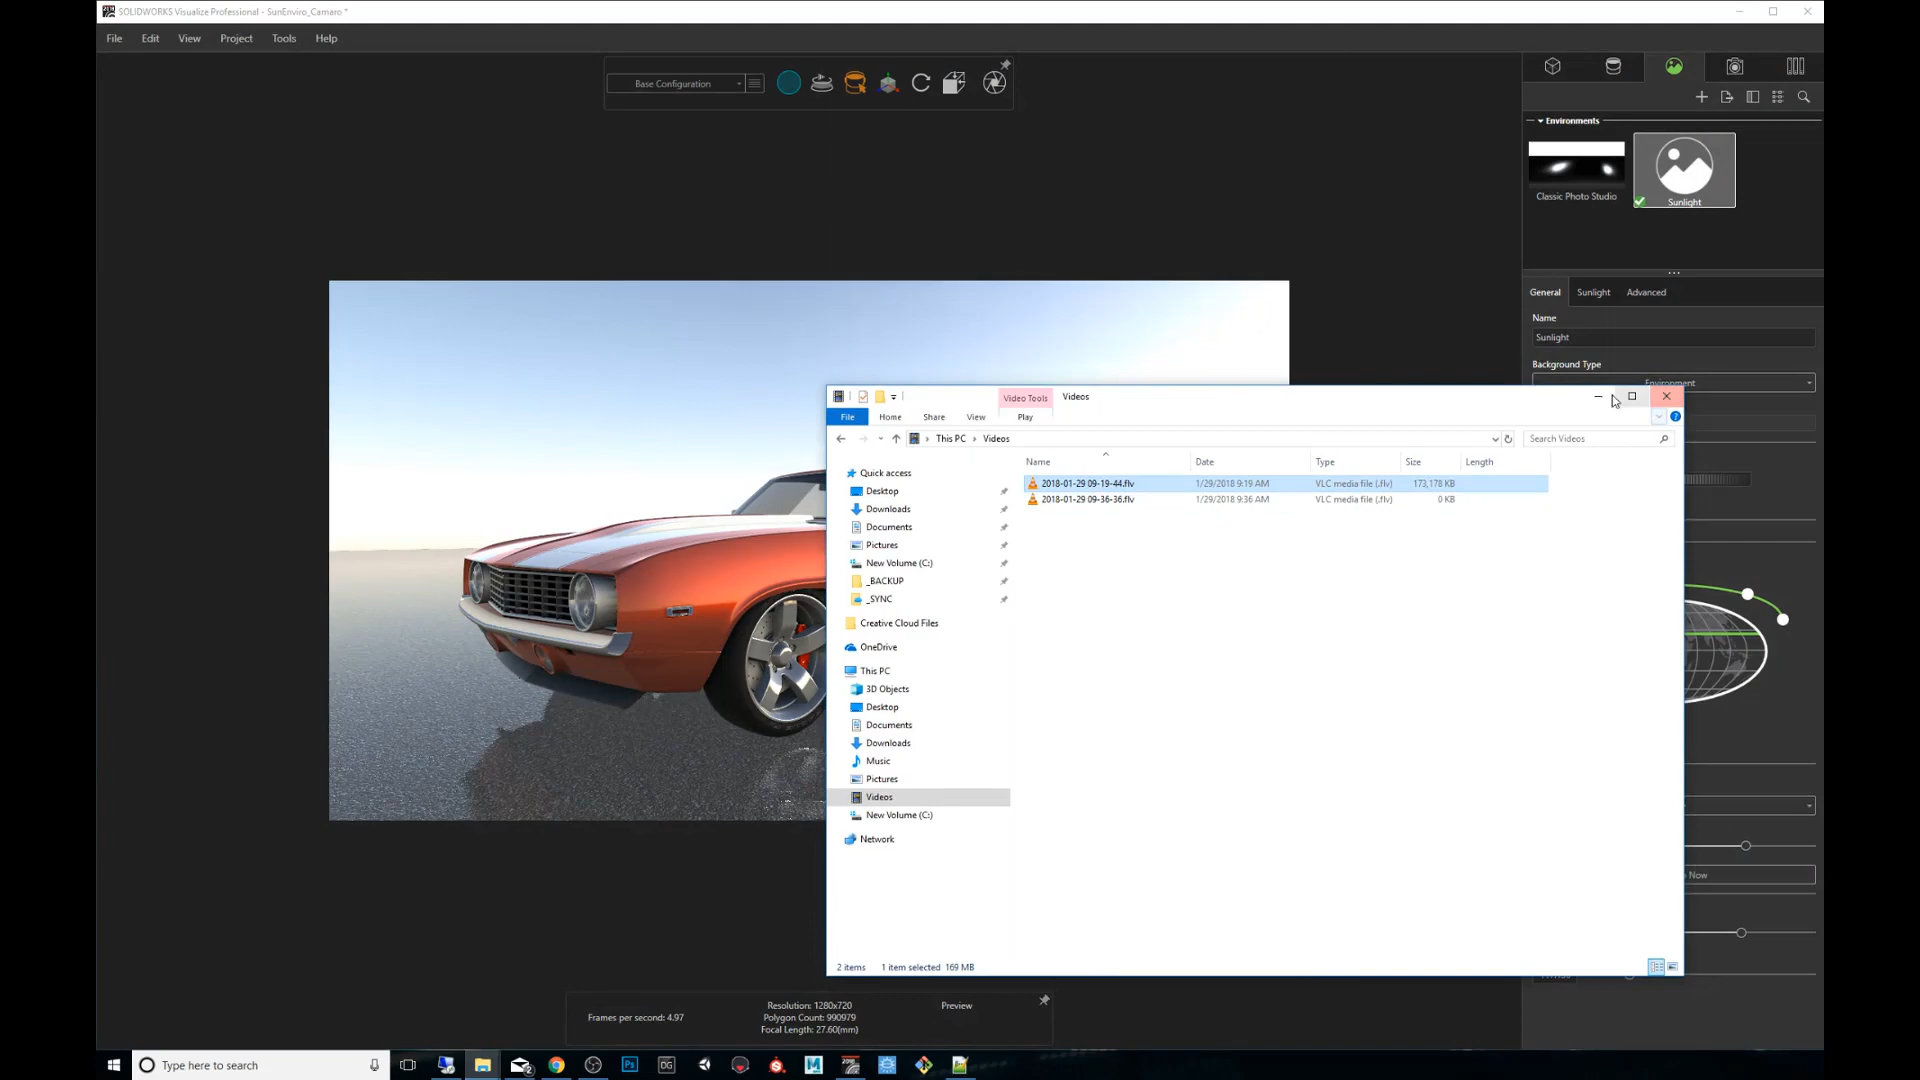 SOLIDWORKS Visualize Professional - SunEnviro_Camaro *
File Edit View Project Tools Help
Base Configuration
Environments
Classic Photo Studio
Sunlight
General Sunlight Advanced
Name
Sunlight
Background Type
Environment
Video Tools Videos
File Home Share View Play
This PC Videos
Search Videos
Name Date Type Size Length
2018-01-29 09-19-44.flv 1/29/2018 9:19 AM VLC media file (.flv) 173,178 KB
2018-01-29 09-36-36.flv 1/29/2018 9:36 AM VLC media file (.flv) 0 KB
Quick access
Desktop
Downloads
Documents
Pictures
New Volume (C:)
_BACKUP
_SYNC
Creative Cloud Files
OneDrive
This PC
3D Objects
Desktop
Documents
Downloads
Music
Pictures
Videos
New Volume (C:)
Network
Now
2 items 1 item selected 169 MB
Frames per second: 4.97
Resolution: 1280x720
Polygon Count: 990979
Focal Length: 27.60(mm)
Preview
Type here to search
Ps
DG
M
2018